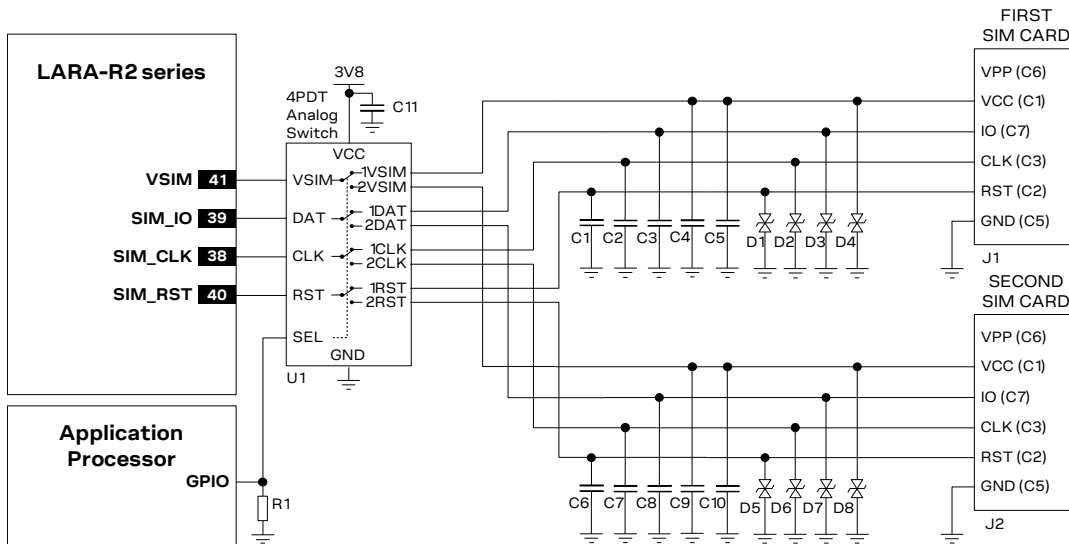 LARA-R2 series
VSIM 41
SIM_IO 39
SIM_CLK 38
SIM_RST 40
Application
Processor
GPIO
R1
3V8
C11
4PDT
Analog
Switch
VCC
VSIM
1VSIM
2VSIM
DAT
1DAT
2DAT
CLK
1CLK
2CLK
RST
1RST
2RST
SEL
GND
U1
C1 C2 C3 C4 C5 D1 D2 D3 D4
FIRST
SIM CARD
VPP (C6)
VCC (C1)
IO (C7)
CLK (C3)
RST (C2)
GND (C5)
J1
C6 C7 C8 C9 C10 D5 D6 D7 D8
SECOND
SIM CARD
VPP (C6)
VCC (C1)
IO (C7)
CLK (C3)
RST (C2)
GND (C5)
J2